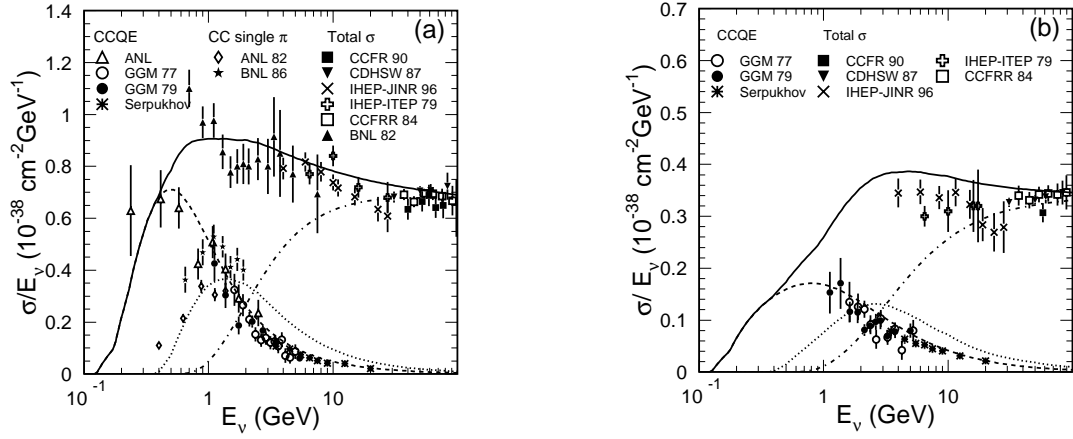 (a)
CCQE CC single π Total σ
ANL ANL 82 CCFR 90
GGM 77 BNL 86 CDHSW 87
GGM 79 IHEP-JINR 96
Serpukhov IHEP-ITEP 79
CCFRR 84
BNL 82
1.4
1.2
1
0.8
0.6
0.4
0.2
0
σ/Eν (10-38 cm-2GeV-1)
10-1 1 10
Eν (GeV)
(b)
CCQE Total σ
GGM 77 CCFR 90 IHEP-ITEP 79
GGM 79 CDHSW 87 CCFRR 84
Serpukhov IHEP-JINR 96
0.7
0.6
0.5
0.4
0.3
0.2
0.1
0
σ/ Eν (10-38 cm-2GeV-1)
10-1 1 10
Eν (GeV)